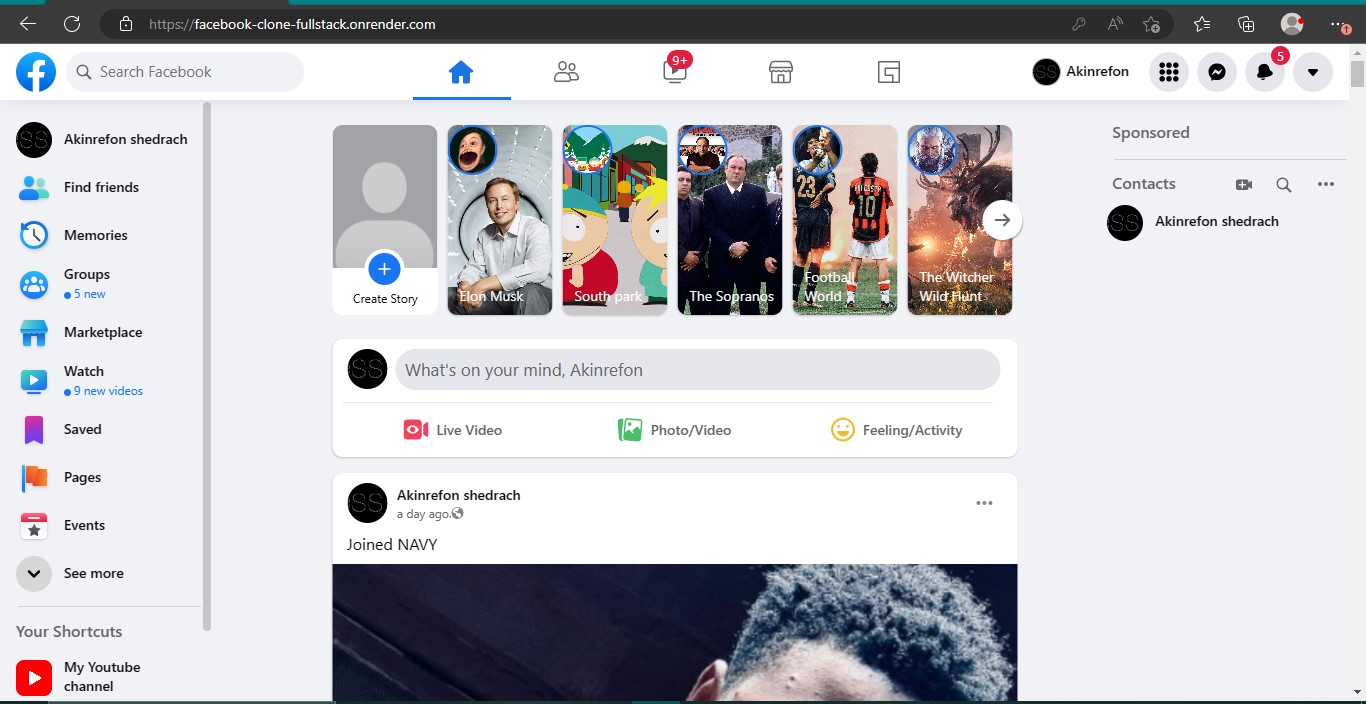 https://facebook-clone-fullstack.onrender.com
Search Facebook
9+
Akinrefon
5
Akinrefon shedrach
Find friends
Memories
Groups
5 new
Marketplace
Watch
9 new videos
Saved
Pages
Events
See more
Your Shortcuts
My Youtube
channel
Create Story
Elon Musk
South park
The Sopranos
23
10
Football
World
The Witcher
Wild Hunt
What's on your mind, Akinrefon
Live Video
Photo/Video
Feeling/Activity
Akinrefon shedrach
a day ago.
Joined NAVY
Sponsored
Contacts
SS
Akinrefon shedrach